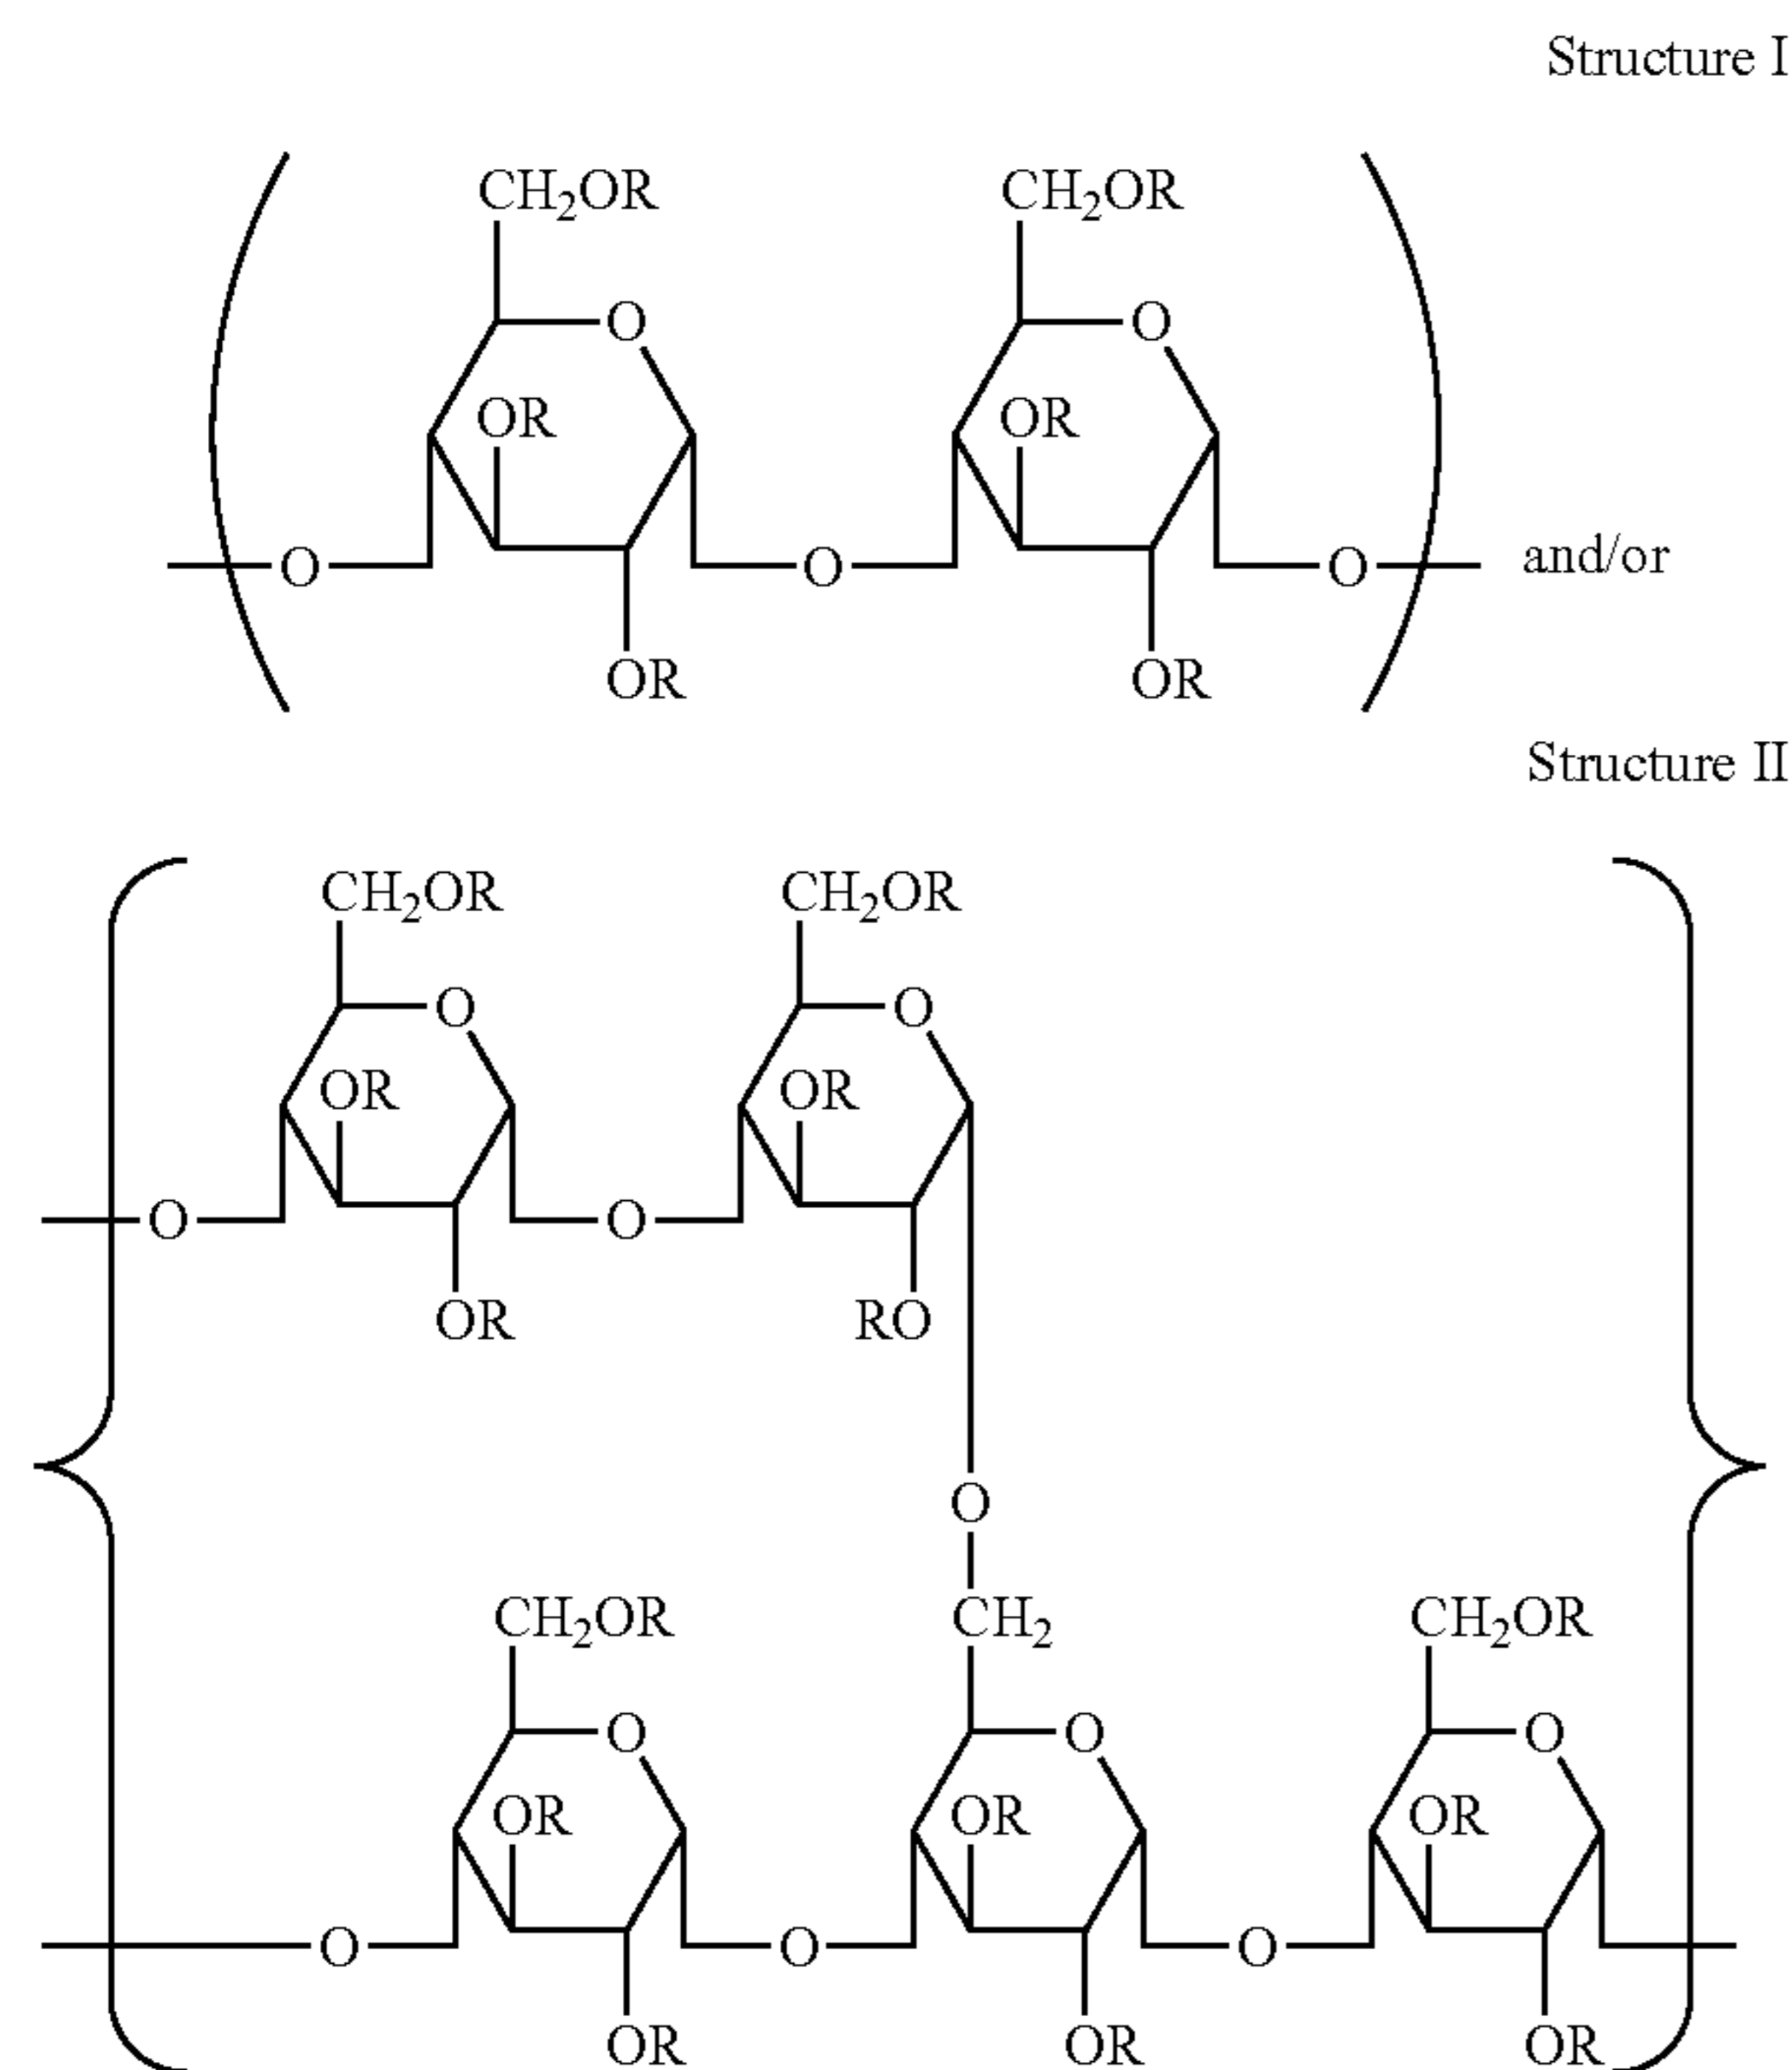 Structure I
CH₂OR CH₂OR
O O
OR OR
O O O and/or
OR OR
Structure II
CH₂OR CH₂OR
O O
OR OR
O O
OR RO
O
CH₂OR CH₂ CH₂OR
O O O
OR OR OR
O O O
OR OR OR